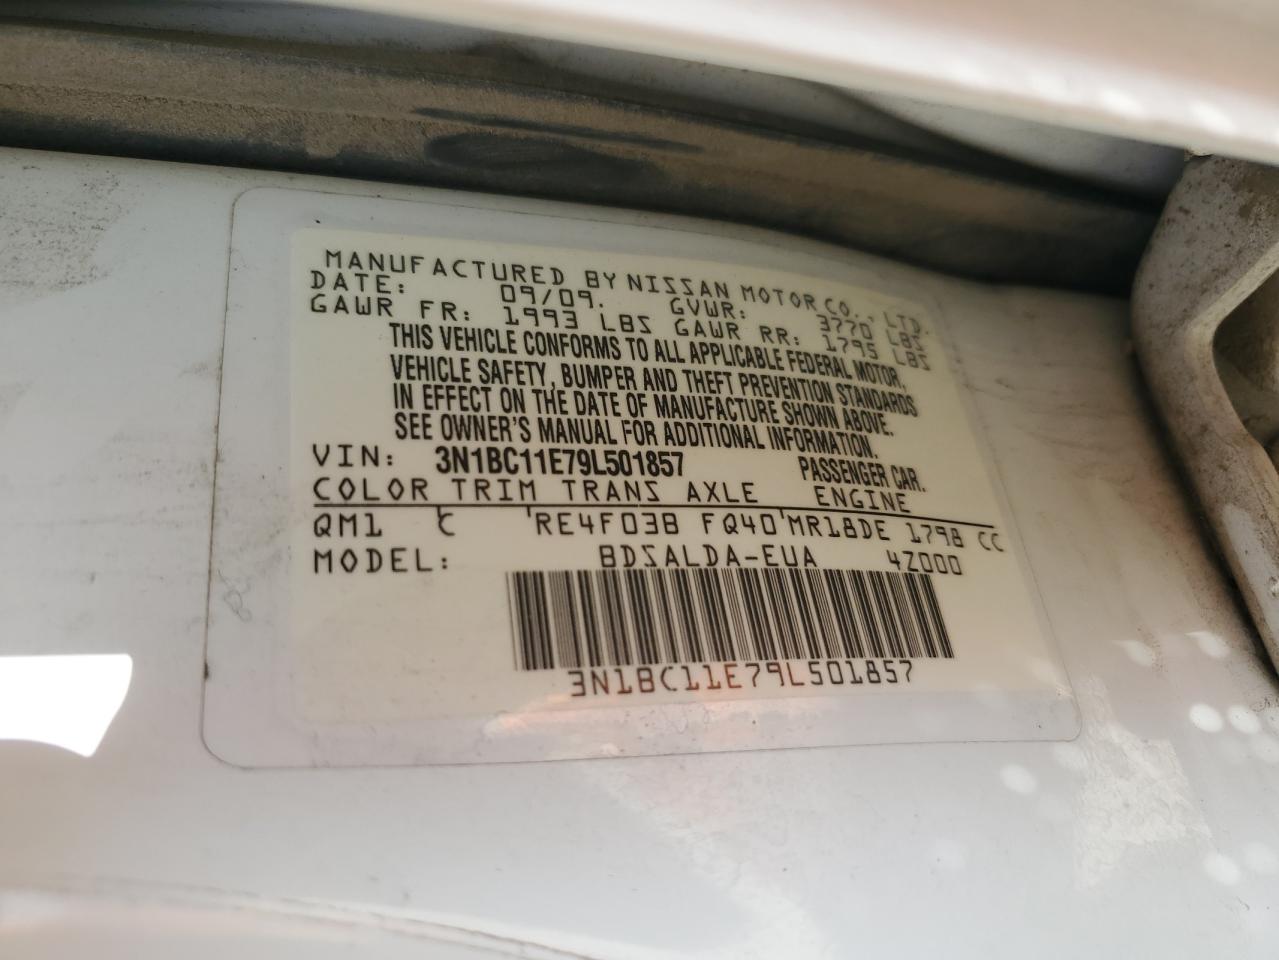 MANUFACTURED BY NISSAN MOTOR CO., LTD.
DATE: 09/09. GVWR: 3770 LBS
GAWR FR: 1993 LBS GAWR RR: 1795 LBS
THIS VEHICLE CONFORMS TO ALL APPLICABLE FEDERAL MOTOR.
VEHICLE SAFETY, BUMPER AND THEFT PREVENTION STANDARDS
IN EFFECT ON THE DATE OF MANUFACTURE SHOWN ABOVE.
SEE OWNER'S MANUAL FOR ADDITIONAL INFORMATION.
VIN: 3N1BC11E79L501857 PASSENGER CAR.
COLOR TRIM TRANS AXLE ENGINE
QM1 C RE4F03B FQ40 MR18DE 1798 CC
MODEL: BDSALDA-EUA 4Z000
3N1BC11E79L501857